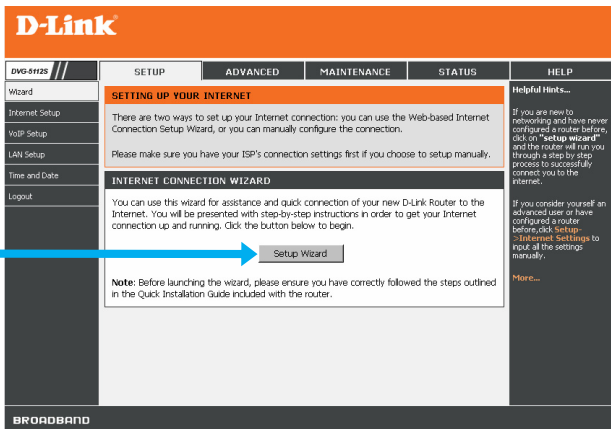 D-Link
DVG-5112S
SETUP
ADVANCED
MAINTENANCE
STATUS
HELP
Wizard
Internet Setup
VoIP Setup
LAN Setup
Time and Date
Logout
SETTING UP YOUR INTERNET
There are two ways to set up your Internet connection: you can use the Web-based Internet
Connection Setup Wizard, or you can manually configure the connection.
Please make sure you have your ISP's connection settings first if you choose to setup manually.
INTERNET CONNECTION WIZARD
You can use this wizard for assistance and quick connection of your new D-Link Router to the
Internet. You will be presented with step-by-step instructions in order to get your Internet
connection up and running. Click the button below to begin.
Setup Wizard
Note: Before launching the wizard, please ensure you have correctly followed the steps outlined
in the Quick Installation Guide included with the router.
Helpful Hints...
If you are new to
networking and have never
configured a router before,
click on "setup wizard"
and the router will run you
through a step by step
process to successfully
connect you to the
internet.
If you consider yourself an
advanced user or have
configured a router
before,click Setup-
>Internet Settings to
input all the settings
manually.
More...
BROADBAND